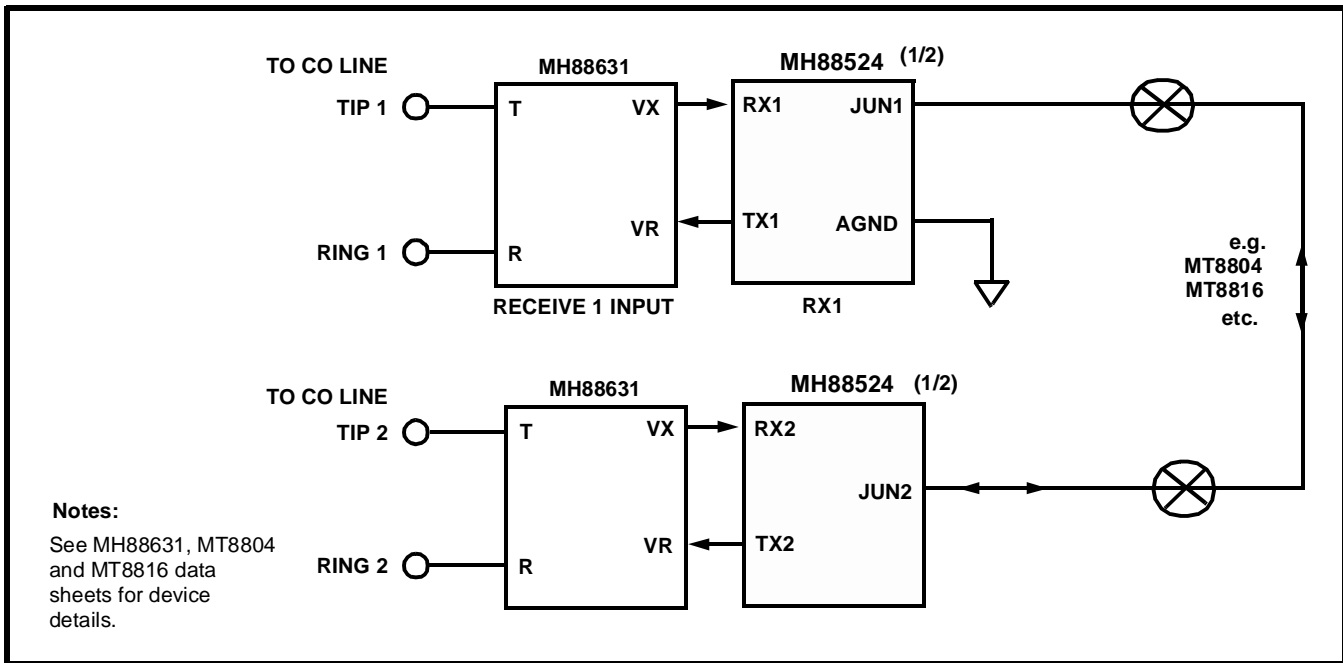 TO CO LINE
MH88631
MH88524 (1/2)
TIP 1
T
VX
RX1
JUN1
RING 1
R
VR
TX1
AGND
RECEIVE 1 INPUT
RX1
e.g.
MT8804
MT8816
etc.
TO CO LINE
MH88631
MH88524 (1/2)
TIP 2
T
VX
RX2
JUN2
RING 2
R
VR
TX2
Notes:
See MH88631, MT8804
and MT8816 data
sheets for device
details.